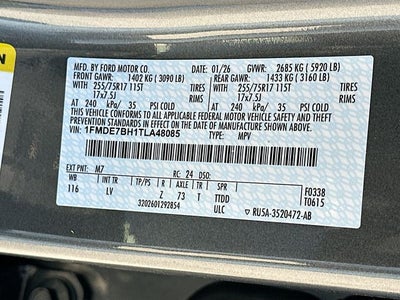 MFD. BY FORD MOTOR CO.
DATE: 01/26 GVWR: 2685 KG ( 5920 LB)
FRONT GAWR: 1402 KG ( 3090 LB) REAR GAWR: 1433 KG ( 3160 LB)
WITH WITH
255/75R17 115T TIRES 255/75R17 115T TIRES
17x7.5J RIMS 17x7.5J RIMS
AT 240 kPa/ 35 PSI COLD AT 240 kPa/ 35 PSI COLD
THIS VEHICLE CONFORMS TO ALL APPLICABLE FEDERAL MOTOR VEHICLE SAFETY, BUMPER, AND THEFT PREVENTION STANDARDS IN EFFECT ON THE DATE OF MANUFACTURE SHOWN ABOVE.
VIN: 1FMDE7BH1TLA48085 TYPE: MPV
EXT PNT: M7 RC: 24 DSO:
WB BRK INT TR TP/PS R AXLE TR SPR
116 LV Z 73 T TTDD
ULC
F0338
T0615
3202601292854
RU5A-3520472-AB